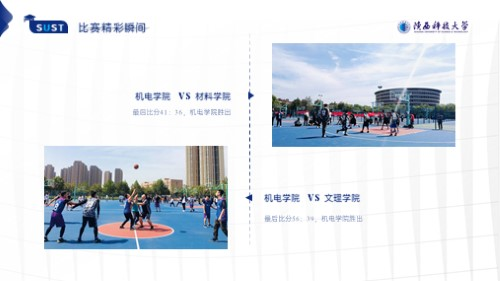 SUST 比赛精彩瞬间
陕西科技大学
机电学院 VS 材料学院
最后比分41：36，机电学院胜出
机电学院 VS 文理学院
最后比分56：39，机电学院胜出